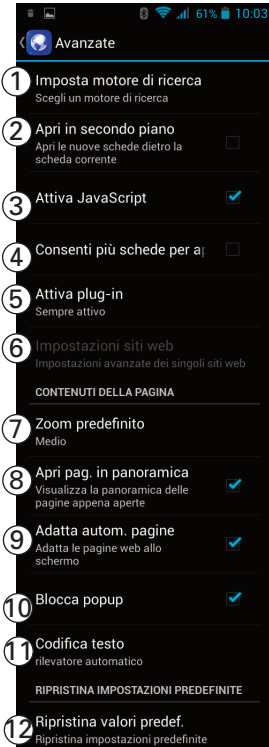 61% 10:03
Avanzate
1 Imposta motore di ricerca
Scegli un motore di ricerca
2 Apri in secondo piano
Apri le nuove schede dietro la
scheda corrente
3 Attiva JavaScript
4 Consenti più schede per ap
5 Attiva plug-in
Sempre attivo
6 Impostazioni siti web
Impostazioni avanzate dei singoli siti web
CONTENUTI DELLA PAGINA
7 Zoom predefinito
Medio
8 Apri pag. in panoramica
Visualizza la panoramica delle
pagine appena aperte
9 Adatta autom. pagine
Adatta le pagine web allo
schermo
10 Blocca popup
11 Codifica testo
rilevatore automatico
RIPRISTINA IMPOSTAZIONI PREDEFINITE
12 Ripristina valori predef.
Ripristina impostazioni predefinite